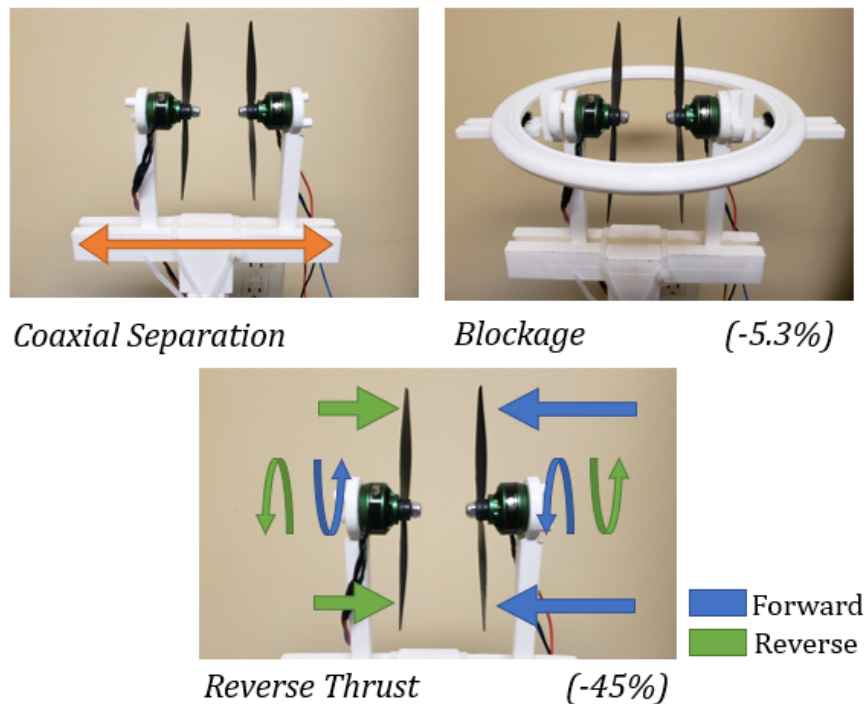 Coaxial Separation
Blockage (-5.3%)
Forward
Reverse
Reverse Thrust (-45%)